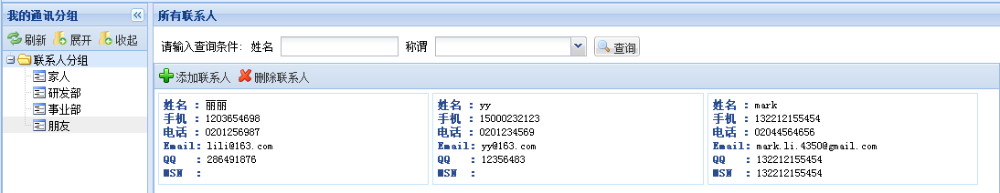 我的通讯分组
刷新 展开 收起
联系人分组
家人
研发部
事业部
朋友
所有联系人
请输入查询条件: 姓名 称谓 查询
添加联系人 删除联系人
姓名 : 丽丽
手机 : 1203654698
电话 : 0201256987
Email: lili@163.com
QQ : 286491876
MSN :
姓名 : yy
手机 : 15000232123
电话 : 0201234569
Email: yy@163.com
QQ : 12356483
MSN :
姓名 : mark
手机 : 132212155454
电话 : 02044564656
Email: mark.li.4350@gmail.com
QQ : 132212155454
MSN : 132212155454